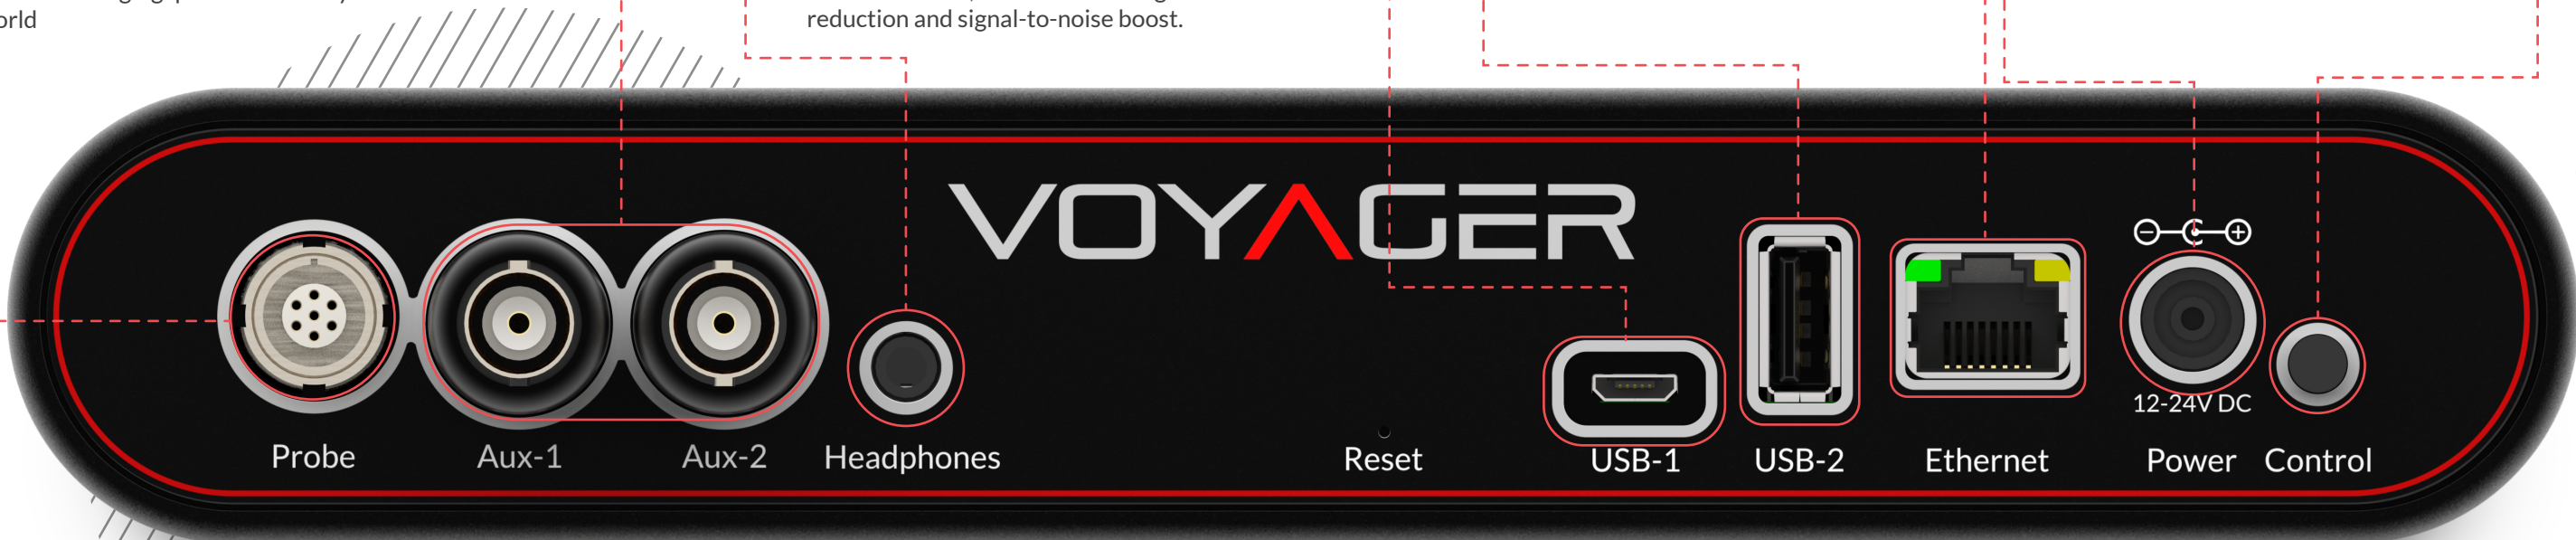 orld
reduction and signal-to-noise boost.
VOYAGER
12-24V DC
Probe
Aux-1
Aux-2
Headphones
Reset
USB-1
USB-2
Ethernet
Power
Control